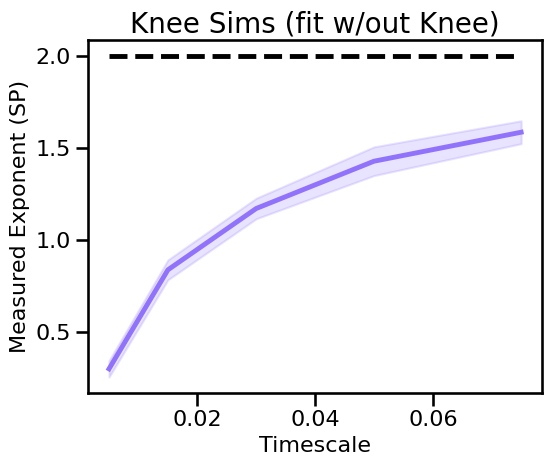 Knee Sims (fit w/out Knee)
Measured Exponent (SP)
2.0
1.5
1.0
0.5
0.02 0.04 0.06
Timescale